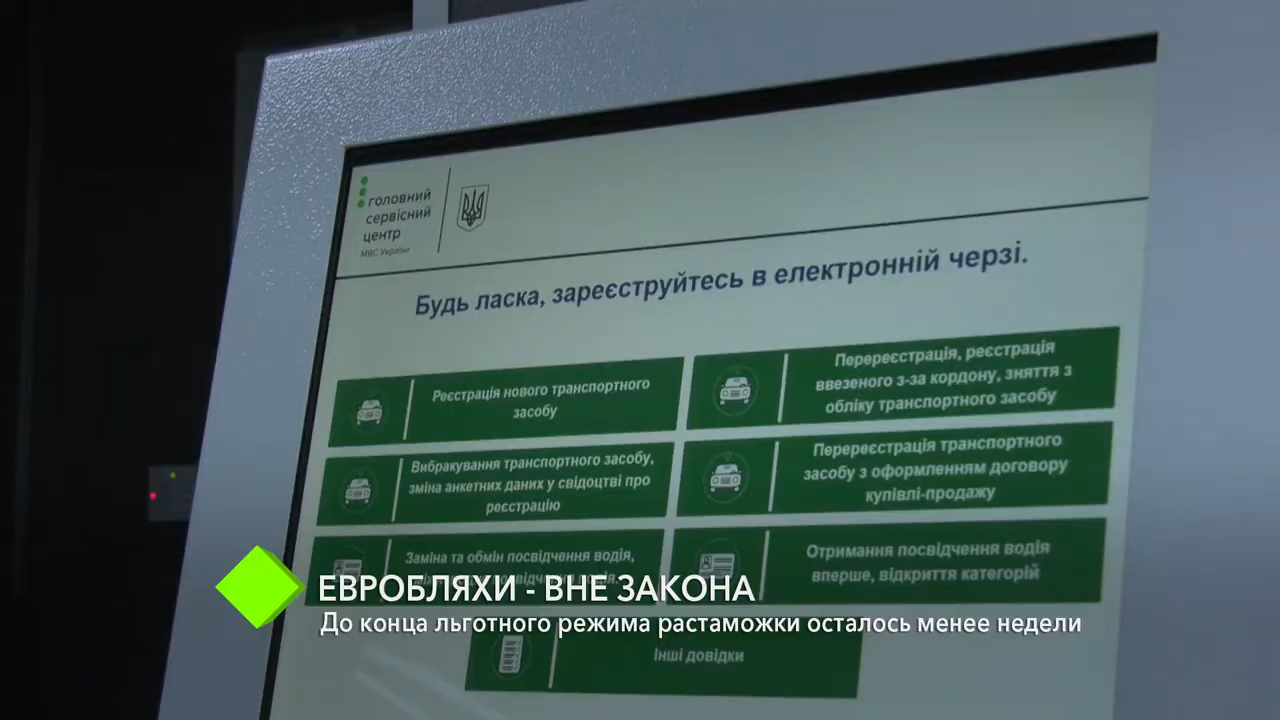 головний
сервісний
центр
МВС України
Будь ласка, зареєструйтесь в електронній черзі.
Реєстрація нового транспортного
засобу
Перереєстрація, реєстрація
ввезеного з-за кордону, зняття з
обліку транспортного засобу
Вибракування транспортного засобу,
зміна анкетних даних у свідоцтві про
реєстрацію
Перереєстрація транспортного
засобу з оформленням договору
купівлі-продажу
Заміна та обмін посвідчення водія,
Отримання посвідчення водія
вперше, відкриття категорій
ЕВРОБЛЯХИ - ВНЕ ЗАКОНА
До конца льготного режима растаможки осталось менее недели
Інші довідки